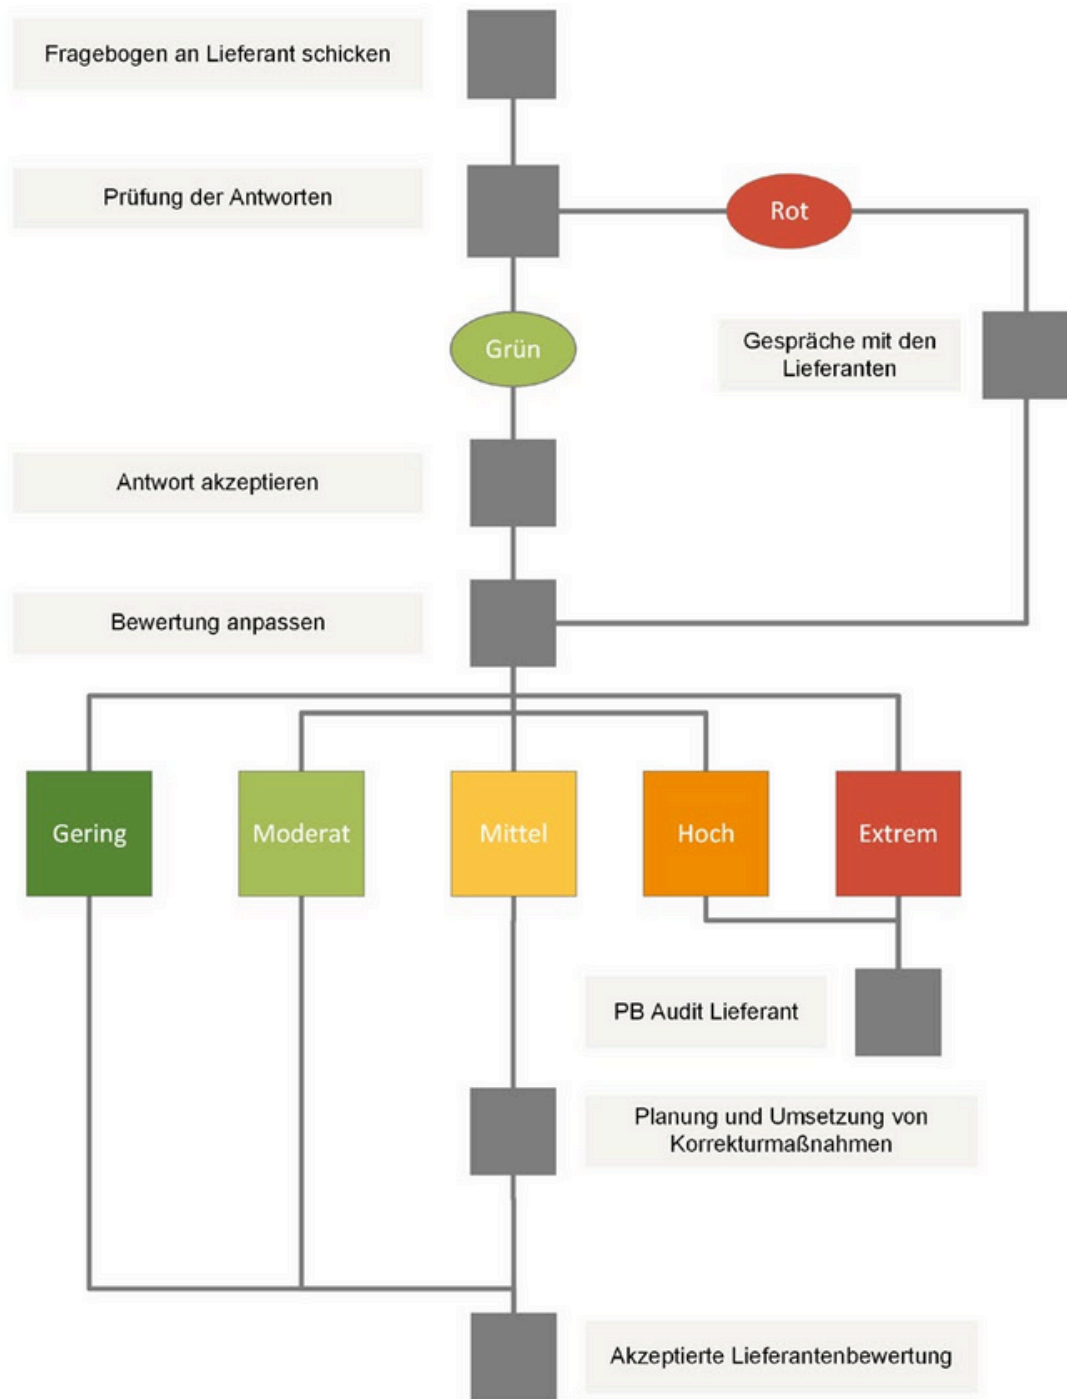 Fragebogen an Lieferant schicken
Prüfung der Antworten
Rot
Grün
Gespräche mit den
Lieferanten
Antwort akzeptieren
Bewertung anpassen
Gering
Moderat
Mittel
Hoch
Extrem
PB Audit Lieferant
Planung und Umsetzung von
Korrekturmaßnahmen
Akzeptierte Lieferantenbewertung